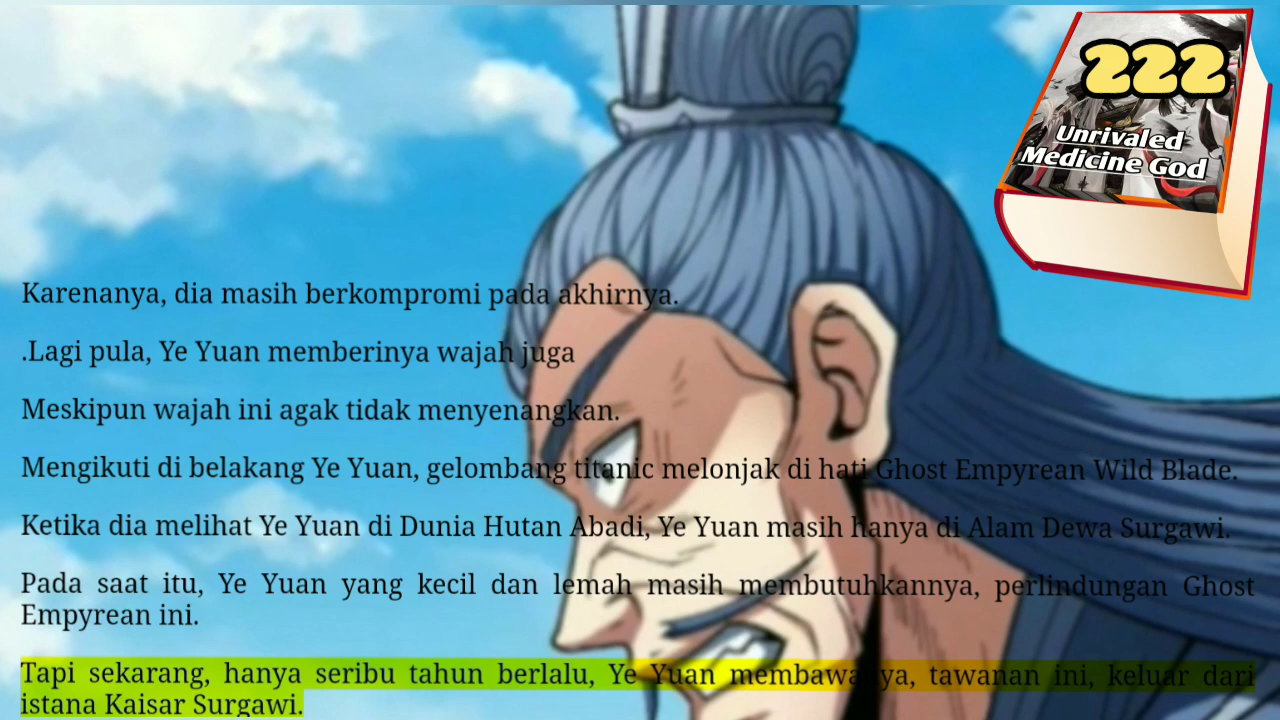 222
Unrivaled
Medicine God
Karenanya, dia masih berkompromi pada akhirnya.
.Lagi pula, Ye Yuan memberinya wajah juga
Meskipun wajah ini agak tidak menyenangkan.
Mengikuti di belakang Ye Yuan, gelombang titanic melonjak di hati Ghost Empyrean Wild Blade.
Ketika dia melihat Ye Yuan di Dunia Hutan Abadi, Ye Yuan masih hanya di Alam Dewa Surgawi.
Pada saat itu, Ye Yuan yang kecil dan lemah masih membutuhkannya, perlindungan Ghost
Empyrean ini.
Tapi sekarang, hanya seribu tahun berlalu, Ye Yuan membawanya, tawanan ini, keluar dari
istana Kaisar Surgawi.